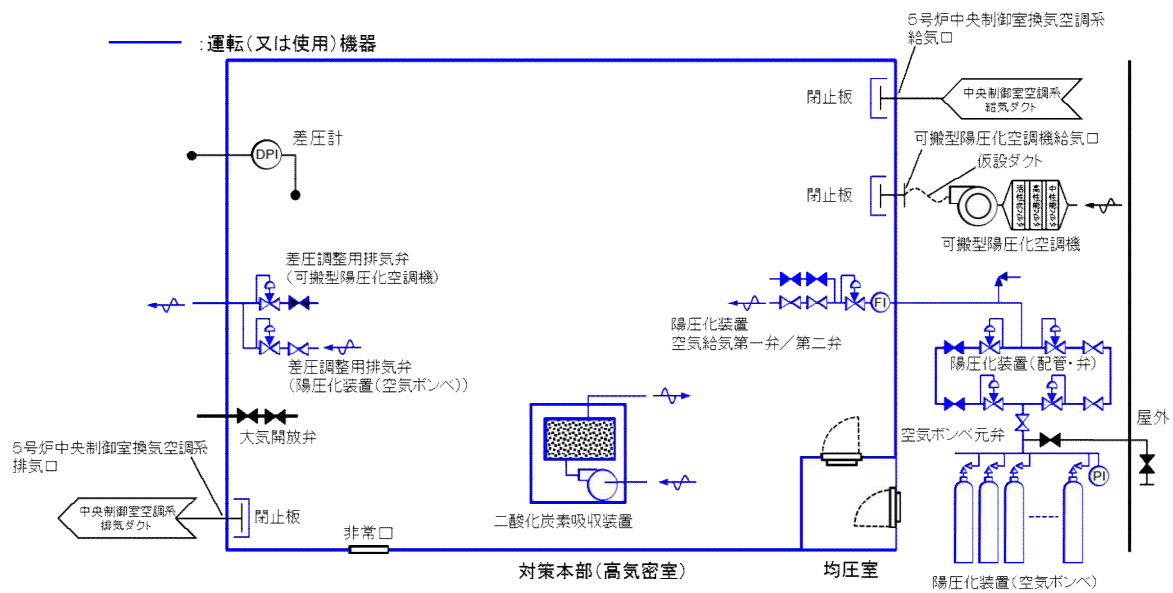 :運転(又は使用)機器
5号炉中央制御室換気空調系
給気口
閉止板
中央制御室空調系
給気ダクト
差圧計
DPI
可搬型陽圧化空調機給気口
仮設ダクト
閉止板
可搬型陽圧化空調機
差圧調整用排気弁
(可搬型陽圧化空調機)
FI
陽圧化装置
空気給気第一弁/第二弁
差圧調整用排気弁
(陽圧化装置(空気ボンベ))
陽圧化装置(配管・弁)
大気開放弁
空気ボンベ元弁
屋外
5号炉中央制御室換気空調系
排気口
PI
中央制御室空調系
排気ダクト
閉止板
二酸化炭素吸収装置
非常口
対策本部(高気密室)
均圧室
陽圧化装置(空気ボンベ)